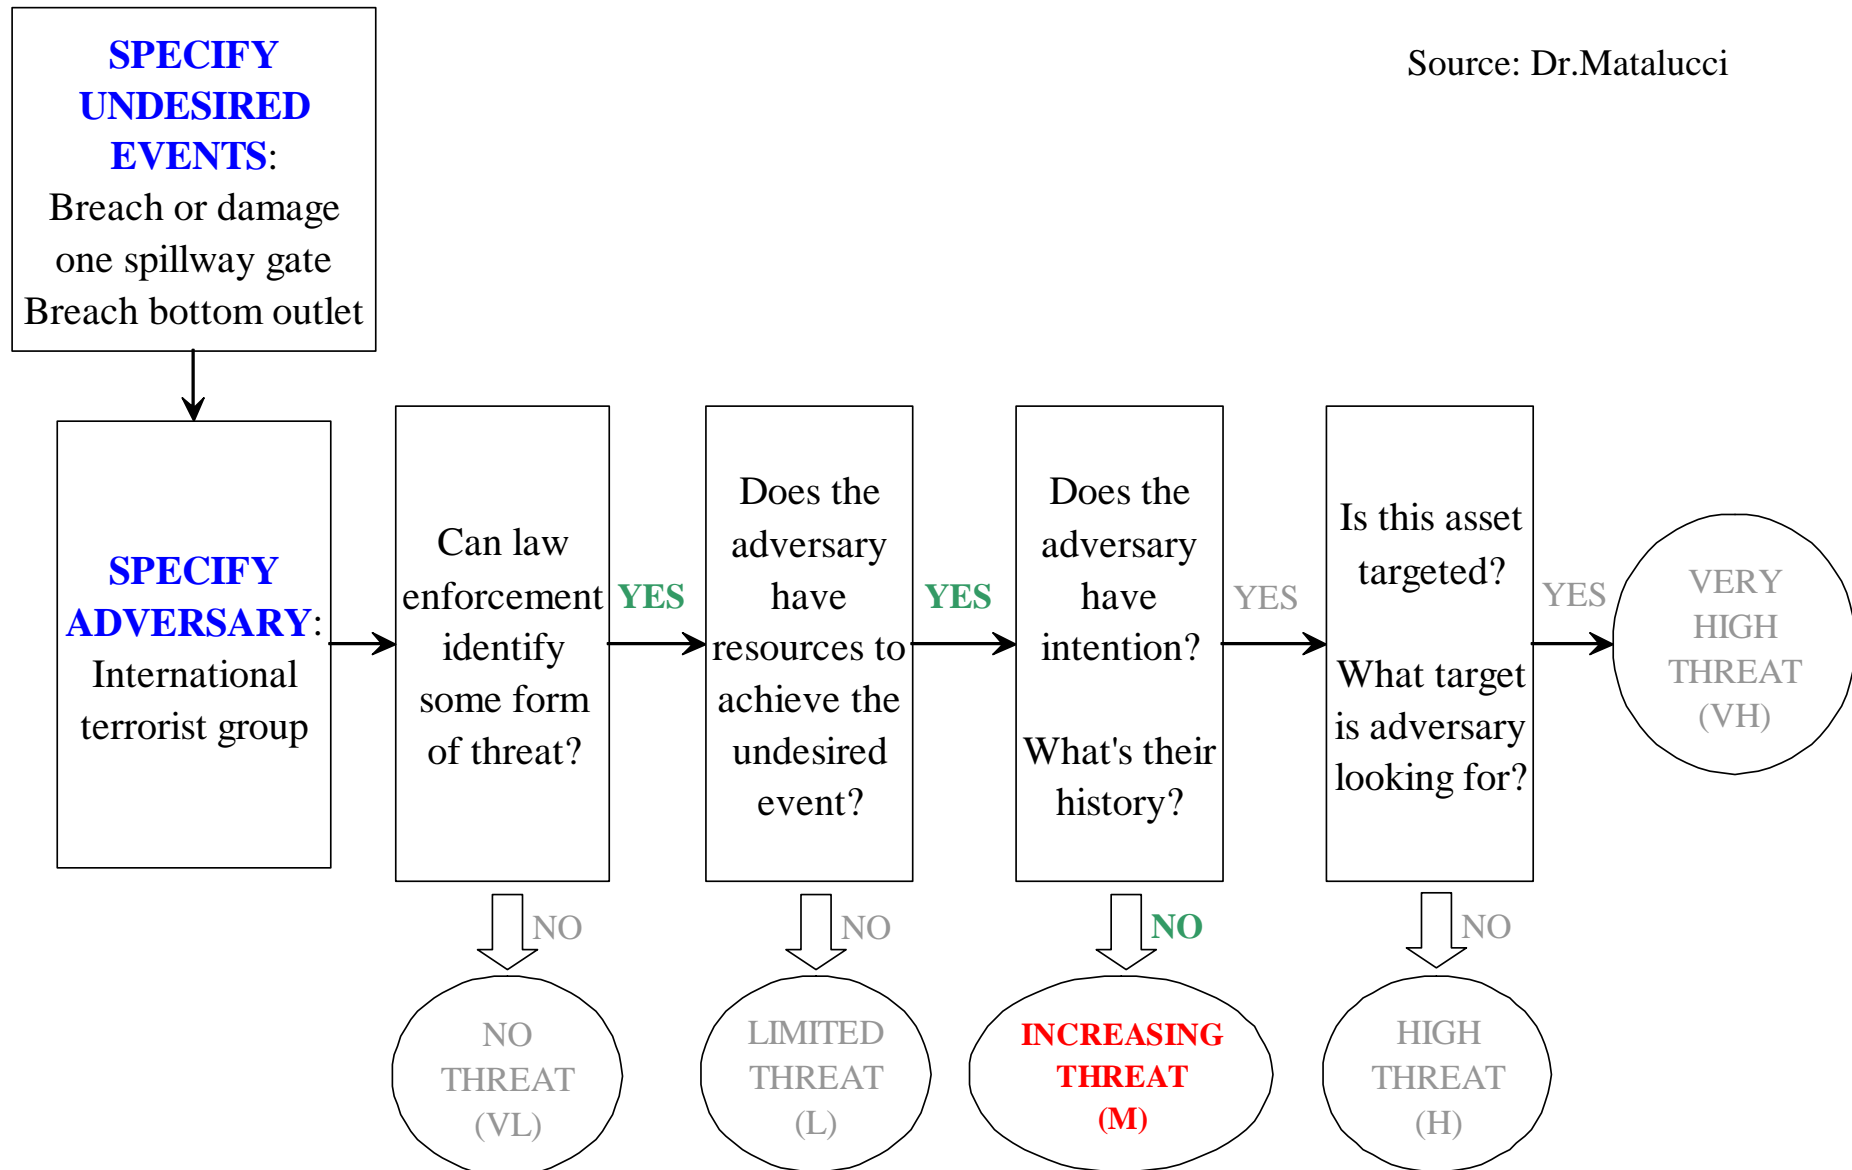 SPECIFY
UNDESIRED
EVENTS:
Breach or damage
one spillway gate
Breach bottom outlet
Source: Dr.Matalucci
SPECIFY
ADVERSARY:
International
terrorist group
Can law
enforcement
identify
some form
of threat?
YES
Does the
adversary
have
resources to
achieve the
undesired
event?
YES
Does the
adversary
have
intention?
What's their
history?
YES
Is this asset
targeted?
What target
is adversary
looking for?
YES
VERY
HIGH
THREAT
(VH)
NO
NO
THREAT
(VL)
NO
LIMITED
THREAT
(L)
NO
INCREASING
THREAT
(M)
NO
HIGH
THREAT
(H)